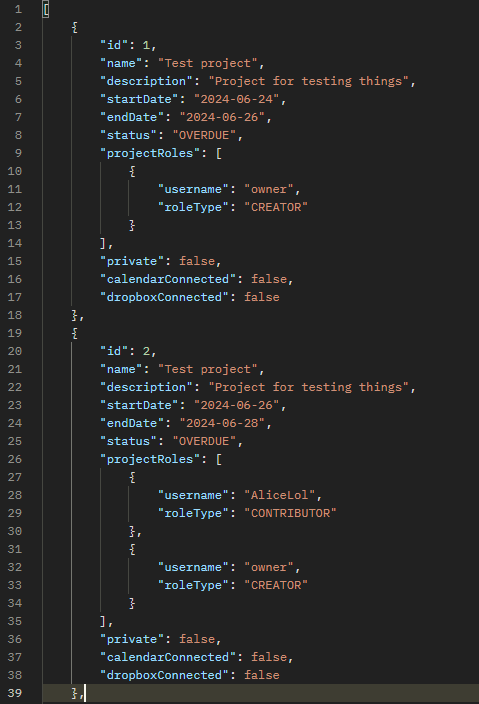 1 [
2     {
3         "id": 1,
4         "name": "Test project",
5         "description": "Project for testing things",
6         "startDate": "2024-06-24",
7         "endDate": "2024-06-26",
8         "status": "OVERDUE",
9         "projectRoles": [
10             {
11                 "username": "owner",
12                 "roleType": "CREATOR"
13             }
14         ],
15         "private": false,
16         "calendarConnected": false,
17         "dropboxConnected": false
18     },
19     {
20         "id": 2,
21         "name": "Test project",
22         "description": "Project for testing things",
23         "startDate": "2024-06-26",
24         "endDate": "2024-06-28",
25         "status": "OVERDUE",
26         "projectRoles": [
27             {
28                 "username": "AliceLol",
29                 "roleType": "CONTRIBUTOR"
30             },
31             {
32                 "username": "owner",
33                 "roleType": "CREATOR"
34             }
35         ],
36         "private": false,
37         "calendarConnected": false,
38         "dropboxConnected": false
39     },